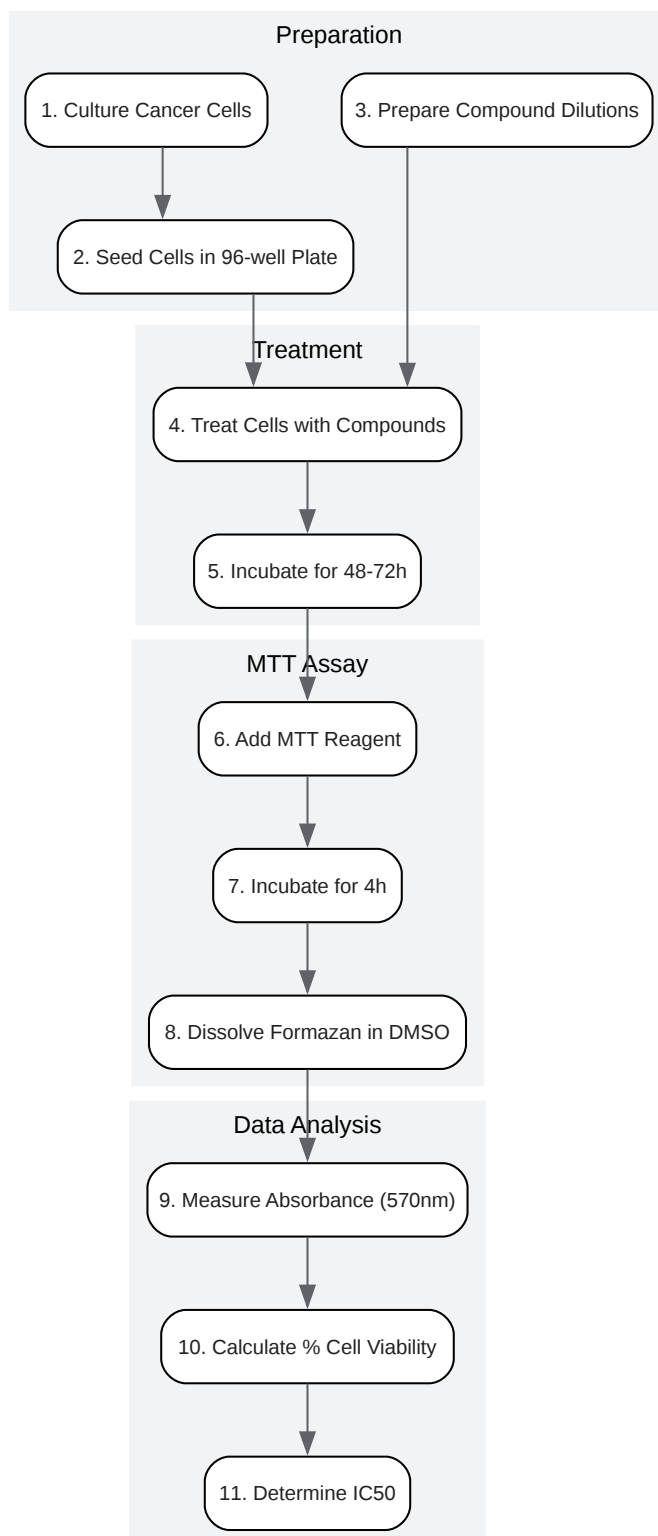 Preparation
1. Culture Cancer Cells
3. Prepare Compound Dilutions
2. Seed Cells in 96-well Plate
Treatment
4. Treat Cells with Compounds
5. Incubate for 48-72h
MTT Assay
6. Add MTT Reagent
7. Incubate for 4h
8. Dissolve Formazan in DMSO
Data Analysis
9. Measure Absorbance (570nm)
10. Calculate % Cell Viability
11. Determine IC50